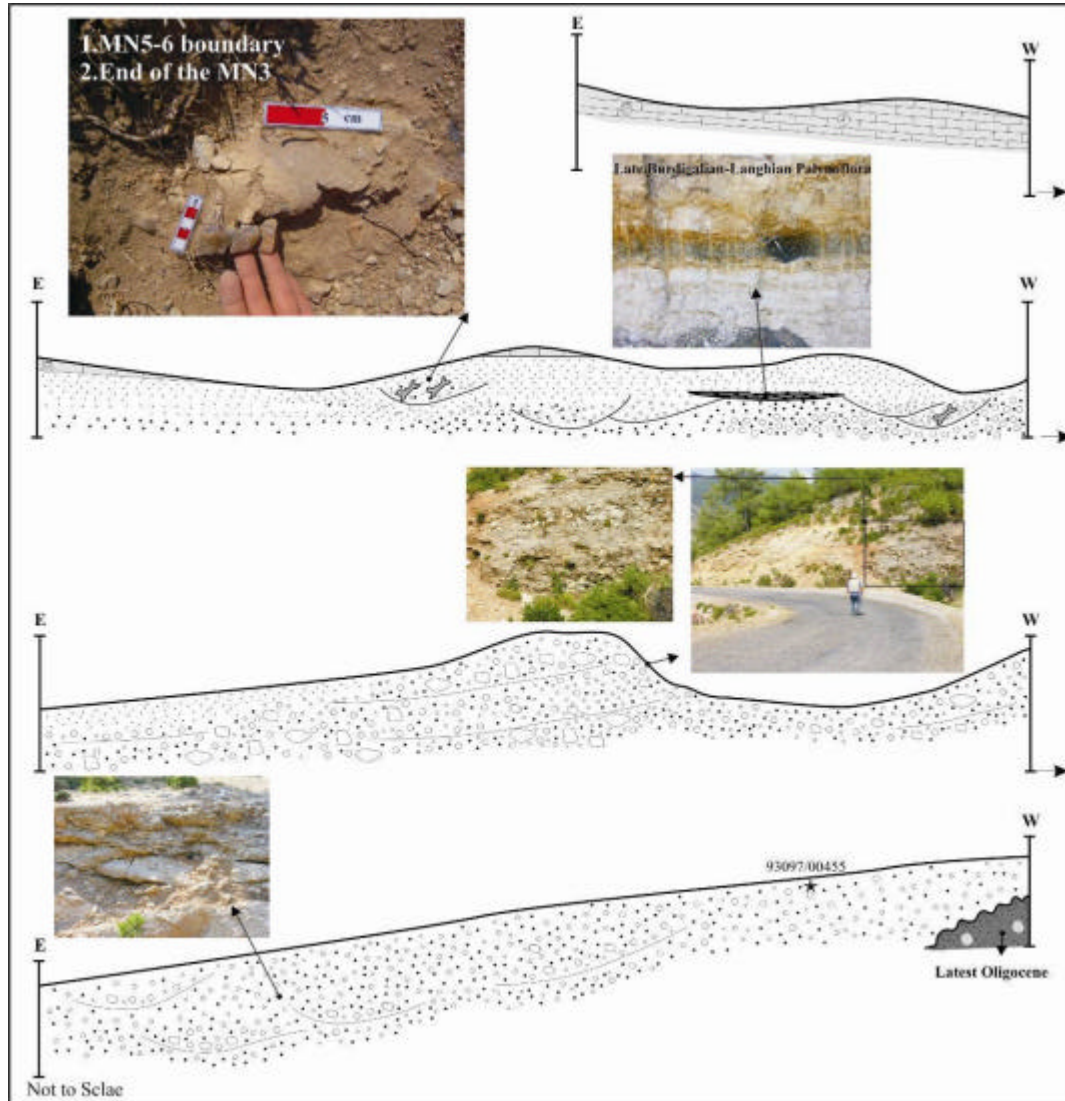 1.MN5-6 boundary
2.End of the MN3
5 cm
E
W
Late Burdigalian-Langhian Palynoflora
E
W
E
W
93097/00455
W
E
Latest Oligocene
Not to Sclae